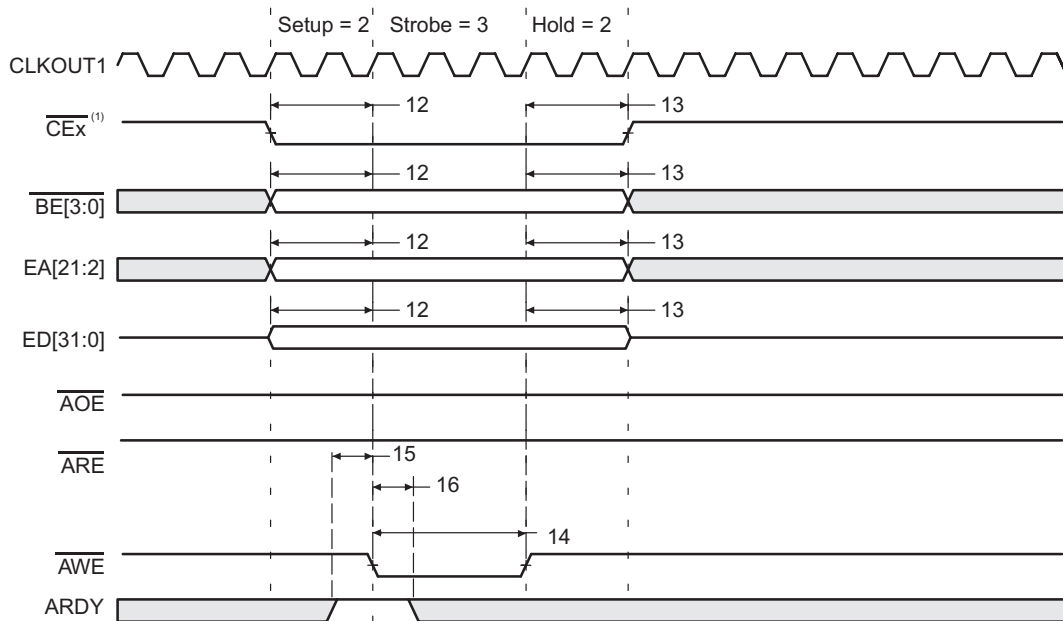 Setup = 2 Strobe = 3 Hold = 2
CLKOUT1
12 13
CEx (1)
12 13
BE[3:0]
12 13
EA[21:2]
12 13
ED[31:0]
AOE
15
ARE
16
14
AWE
ARDY